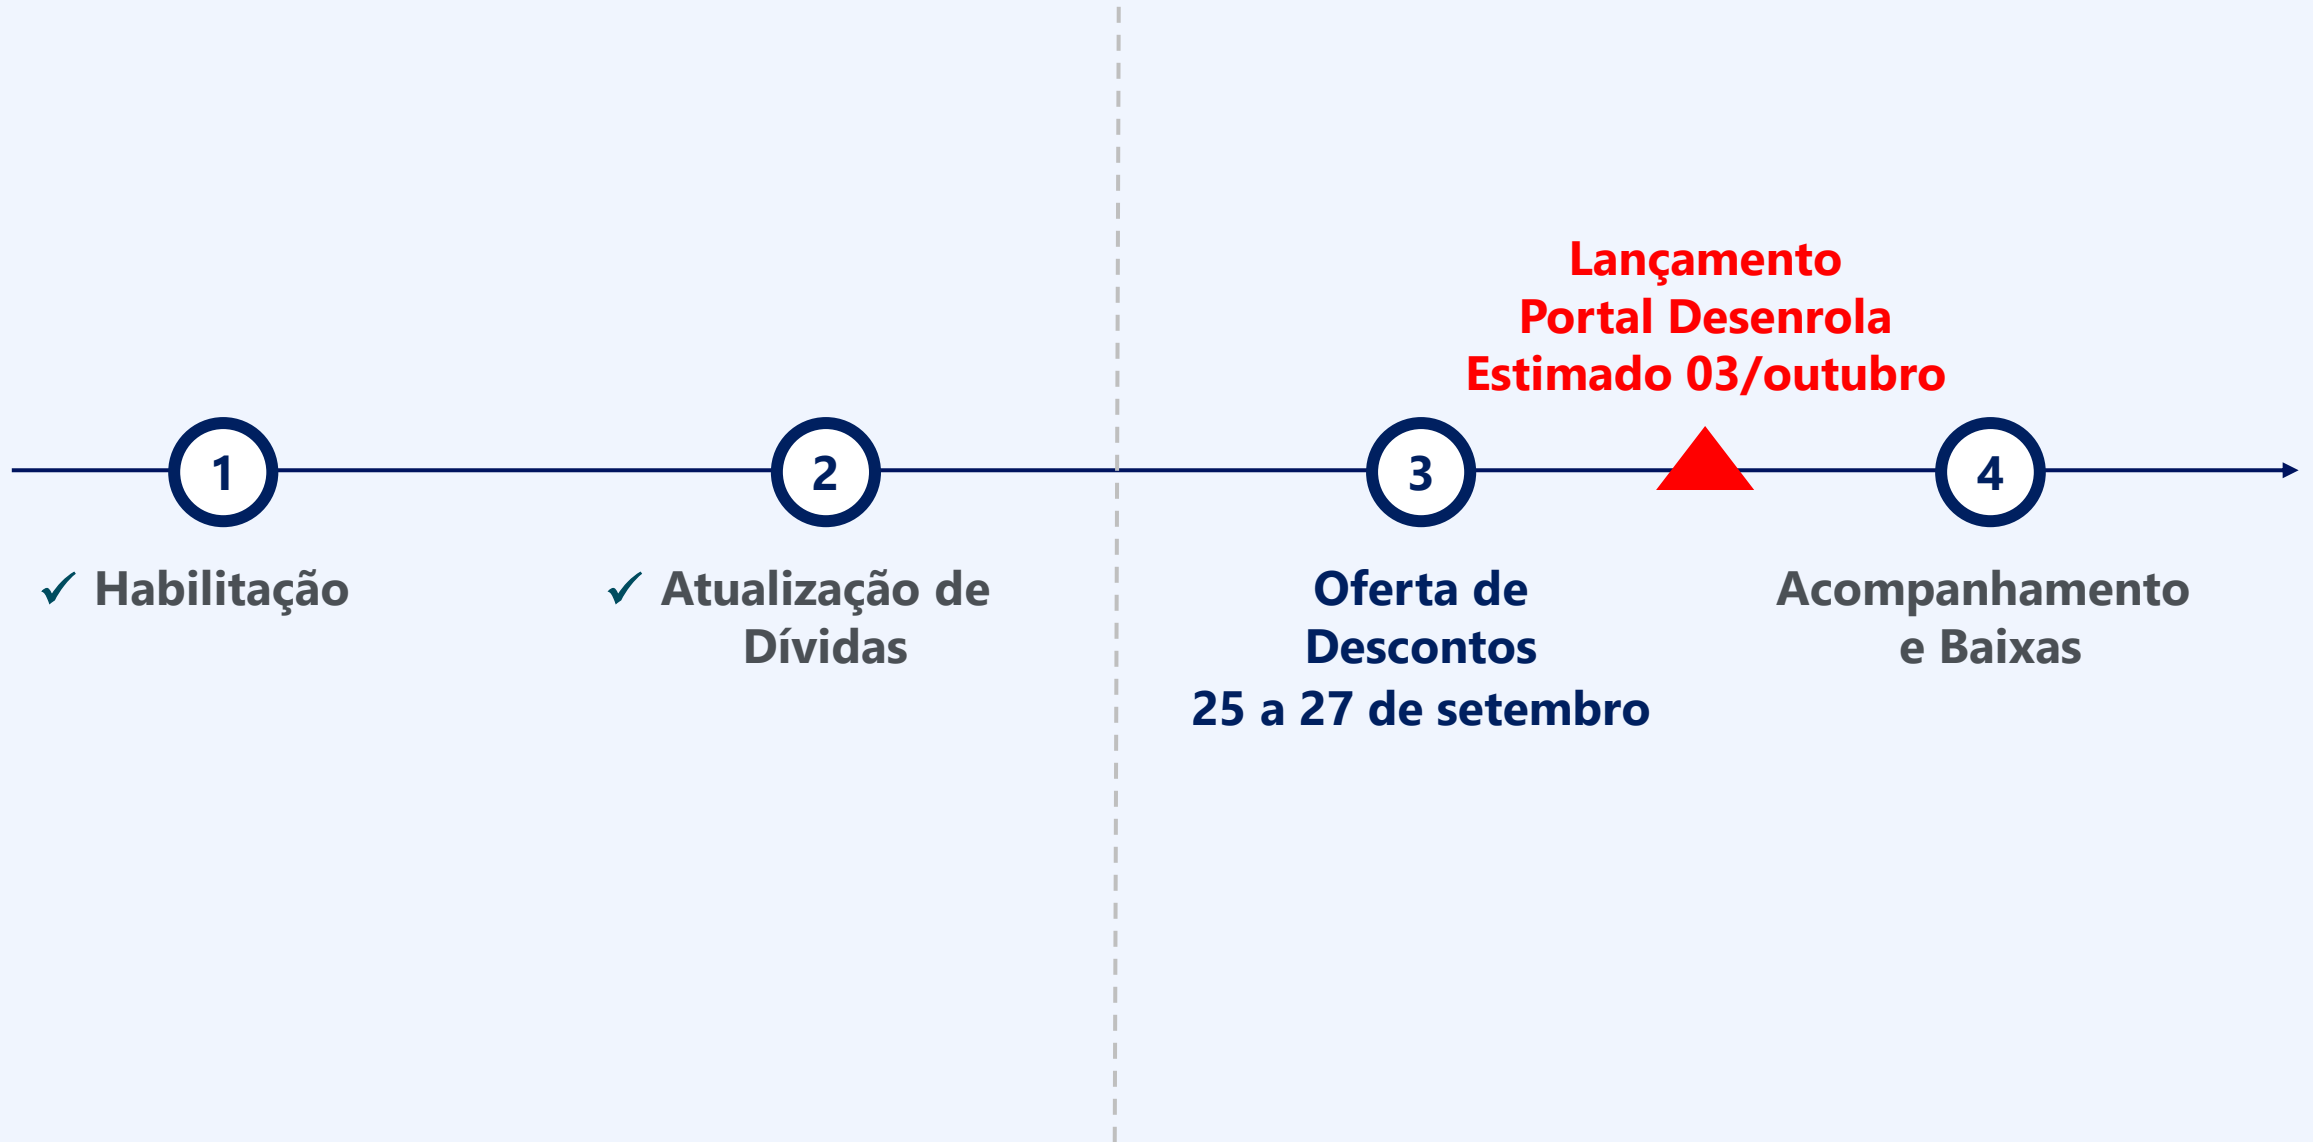 Lançamento
Portal Desenrola
Estimado 03/outubro
1
2
3
4
✓ Habilitação
✓ Atualização de
Dívidas
Oferta de
Descontos
25 a 27 de setembro
Acompanhamento
e Baixas